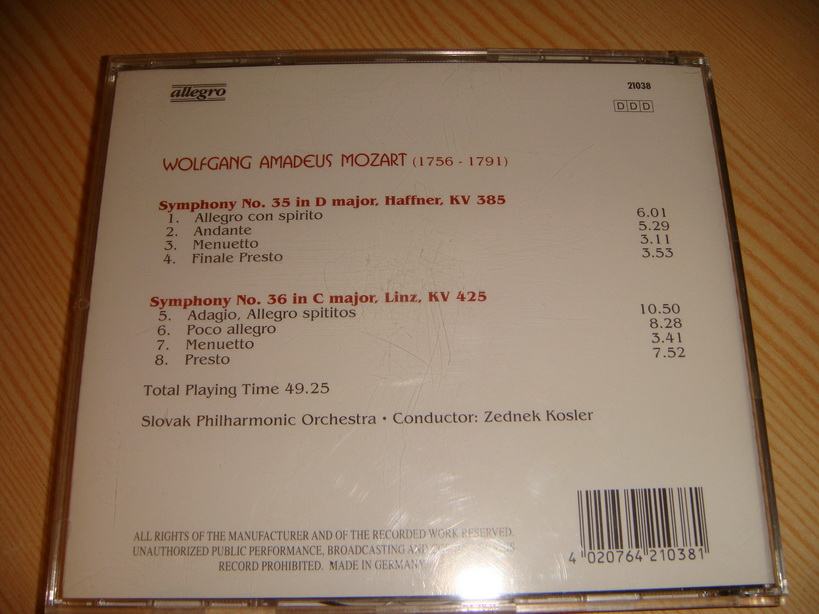 allegro
21038
DDD
WOLFGANG AMADEUS MOZART (1756 - 1791)
Symphony No. 35 in D major, Haffner, KV 385
1. Allegro con spirito 6.01
2. Andante 5.29
3. Menuetto 3.11
4. Finale Presto 3.53
Symphony No. 36 in C major, Linz, KV 425
5. Adagio, Allegro spititos 10.50
6. Poco allegro 8.28
7. Menuetto 3.41
8. Presto 7.52
Total Playing Time 49.25
Slovak Philharmonic Orchestra • Conductor: Zednek Kosler
ALL RIGHTS OF THE MANUFACTURER AND OF THE RECORDED WORK RESERVED.
UNAUTHORIZED PUBLIC PERFORMANCE, BROADCASTING AND
RECORD PROHIBITED. MADE IN GERMANY
4 020764 210381